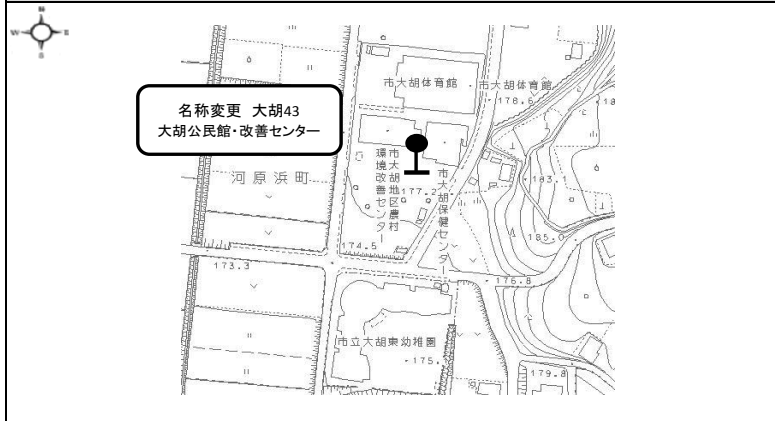 N
W
E
S
名称変更 大胡43
大胡公民館・改善センター
市大胡体育館
市大胡体育館
178.6
河原浜町
市大胡地区農村
環境改善センター
177.2
市大胡保健センター
183.1
185.0
174.5
173.3
176.8
市立大胡東幼稚園
175.
179.8